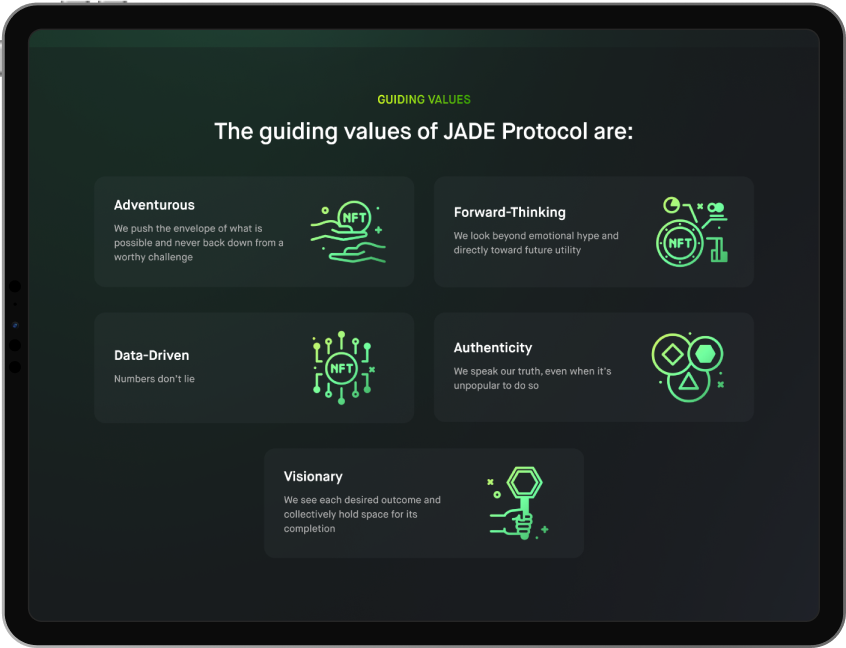 GUIDING VALUES
The guiding values of JADE Protocol are:
Adventurous
We push the envelope of what is
possible and never back down from a
worthy challenge
NFT
Forward-Thinking
We look beyond emotional hype and
directly toward future utility
NFT
Data-Driven
Numbers don't lie
NFT
Authenticity
We speak our truth, even when it's
unpopular to do so
Visionary
We see each desired outcome and
collectively hold space for its
completion